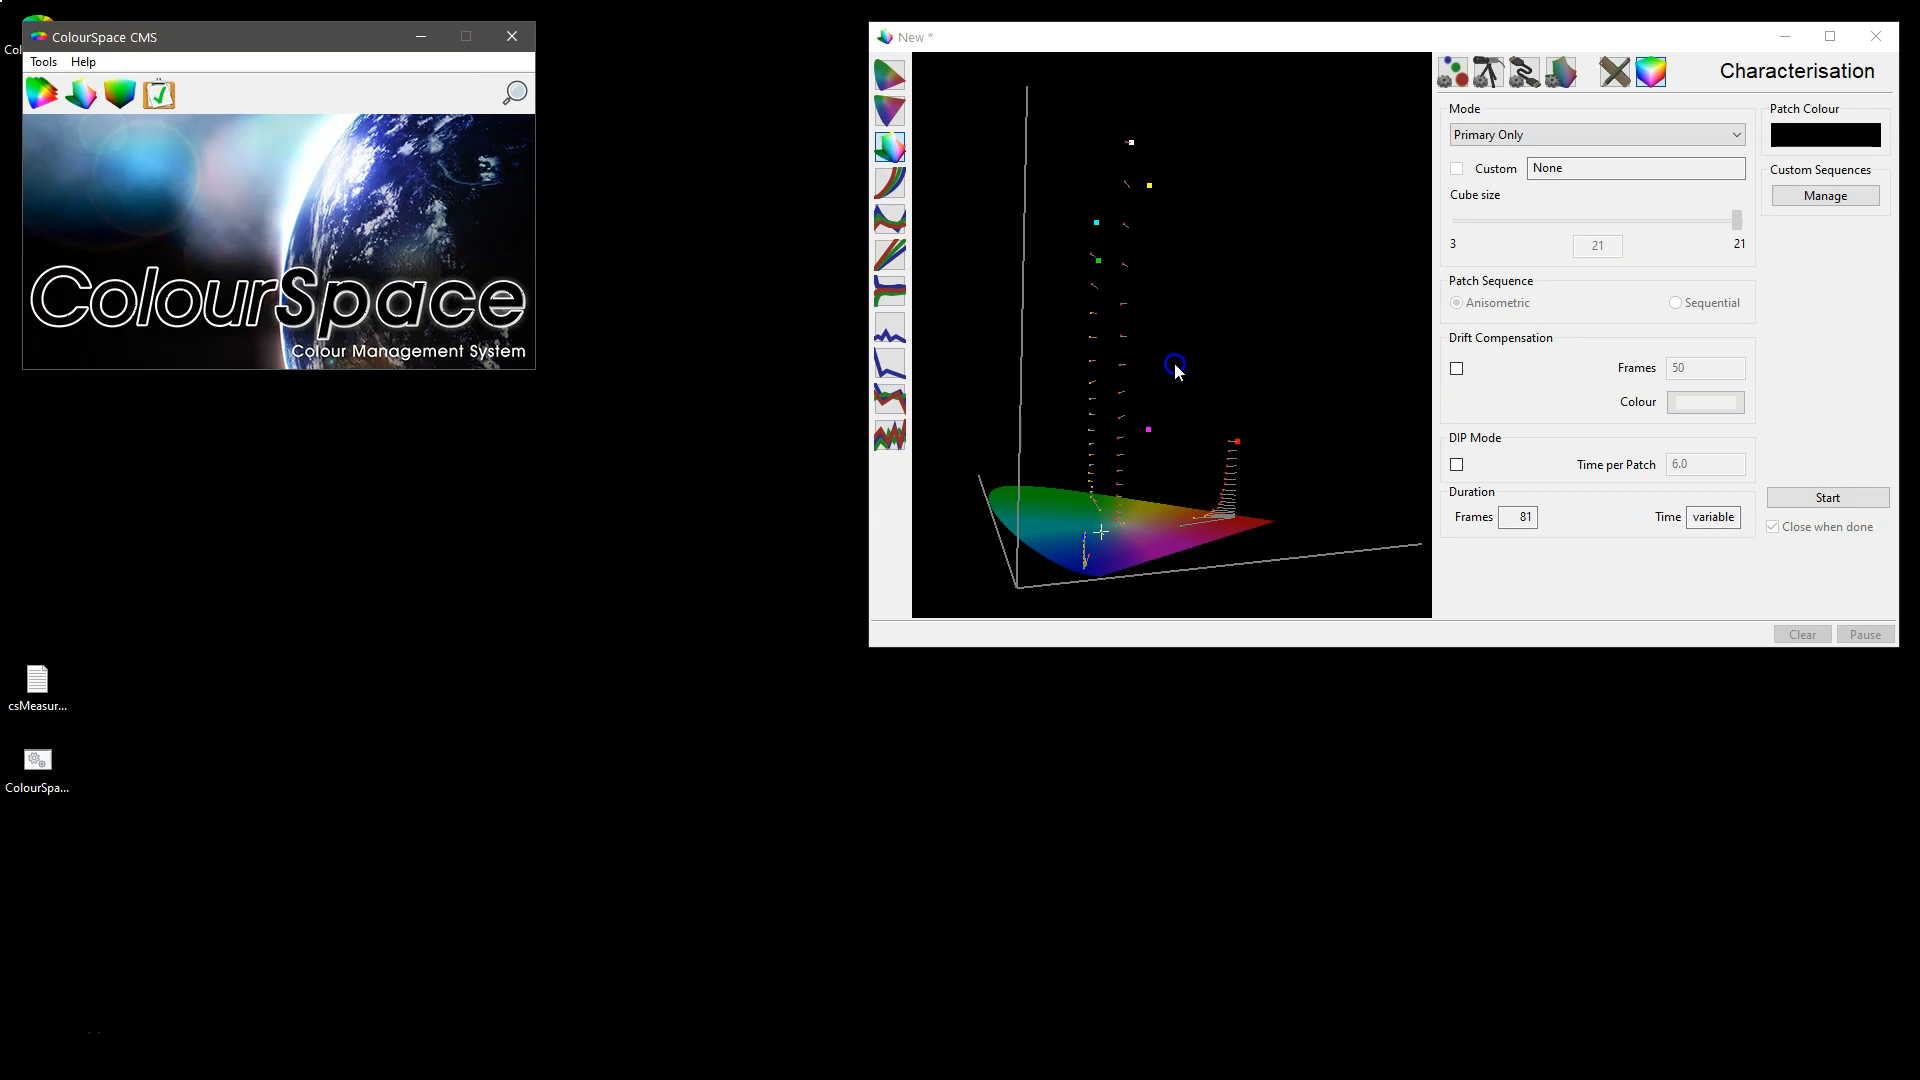 Col
ColourSpace CMS
Tools Help
ColourSpace
Colour Management System
csMeasur...
ColourSpa...
New *
Characterisation
Mode
Primary Only
Custom None
Cube size
3 21 21
Patch Sequence
Anisometric Sequential
Drift Compensation
Frames 50
Colour
DIP Mode
Time per Patch 6.0
Duration
Frames 81 Time variable
Patch Colour
Custom Sequences
Manage
Start
Close when done
Clear Pause